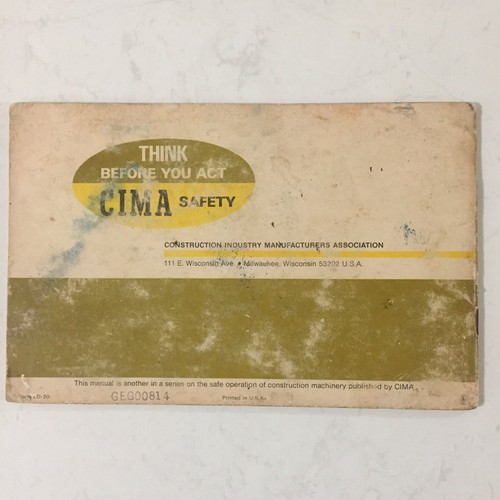 THINK
BEFORE YOU ACT
CIMA SAFETY
CONSTRUCTION INDUSTRY MANUFACTURERS ASSOCIATION
111 E. Wisconsin Ave. • Milwaukee, Wisconsin 53202 U.S.A.
This manual is another in a series on the safe operation of construction machinery published by CIMA.
GEG00814
Printed in U.S.A.